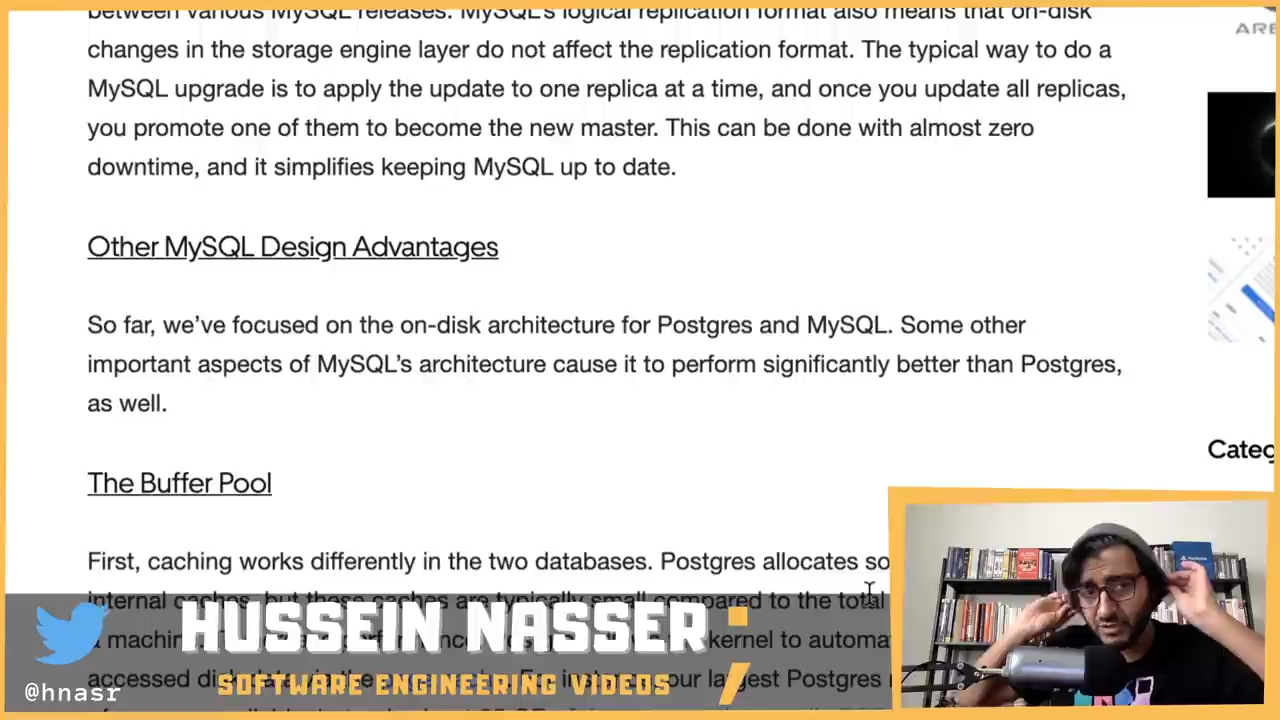 between various MySQL releases. MySQL's logical replication format also means that on-disk
changes in the storage engine layer do not affect the replication format. The typical way to do a
MySQL upgrade is to apply the update to one replica at a time, and once you update all replicas,
you promote one of them to become the new master. This can be done with almost zero
downtime, and it simplifies keeping MySQL up to date.
Other MySQL Design Advantages
So far, we've focused on the on-disk architecture for Postgres and MySQL. Some other
important aspects of MySQL's architecture cause it to perform significantly better than Postgres,
as well.
The Buffer Pool
First, caching works differently in the two databases. Postgres allocates so
internal caches, but these caches are typically small compared to the total
kernel to automa
accessed disk
our largest Postgres
HUSSEIN NASSER
SOFTWARE ENGINEERING VIDEOS
@hnasr
ARE
Categ